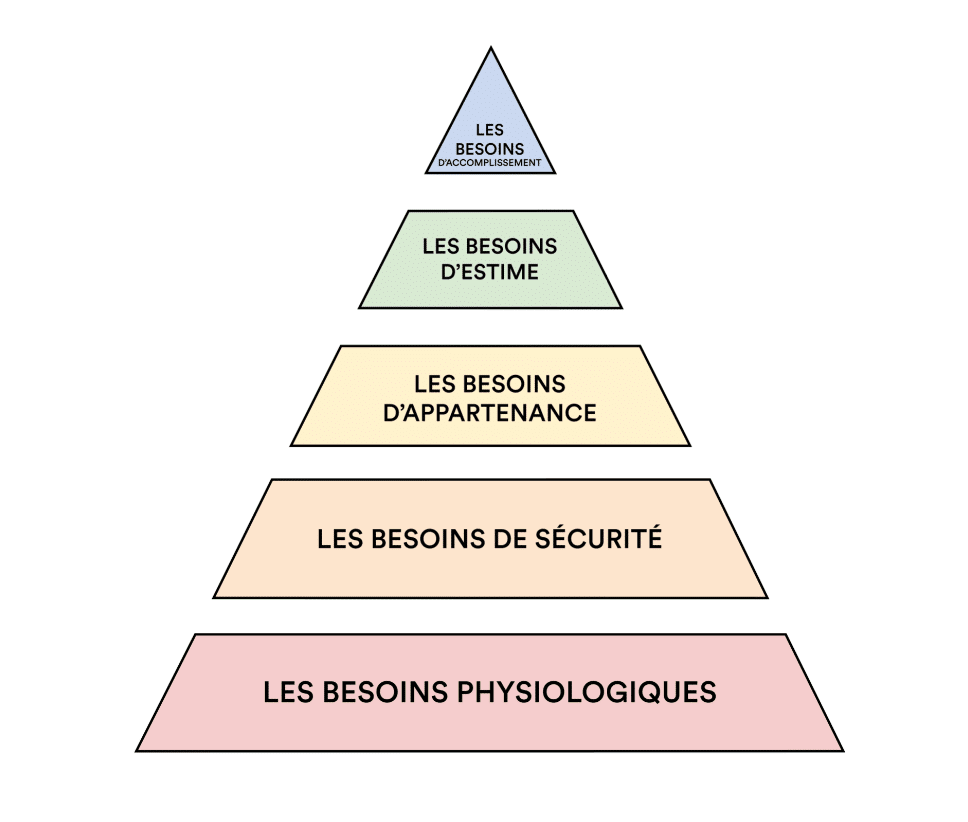 LES
BESOINS
D'ACCOMPLISSEMENT
LES BESOINS
D'ESTIME
LES BESOINS
D'APPARTENANCE
LES BESOINS DE SÉCURITÉ
LES BESOINS PHYSIOLOGIQUES